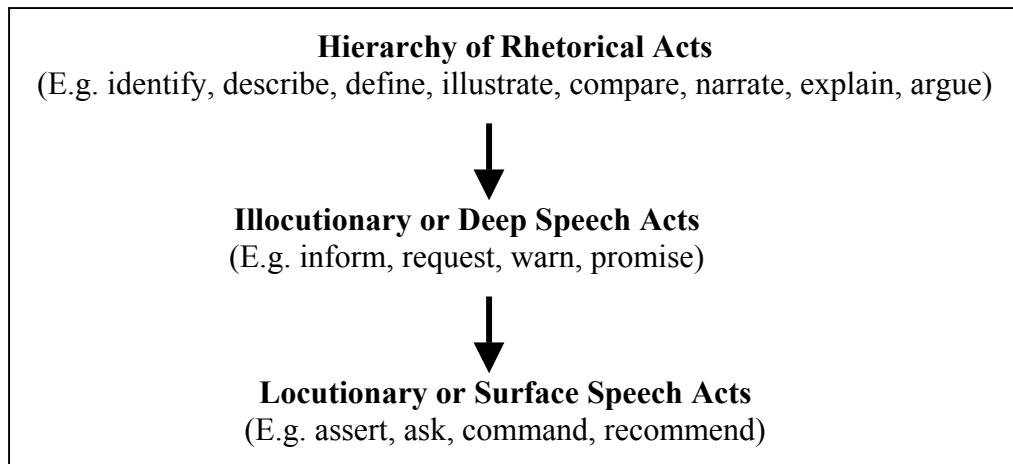 Hierarchy of Rhetorical Acts
(E.g. identify, describe, define, illustrate, compare, narrate, explain, argue)
Illocutionary or Deep Speech Acts
(E.g. inform, request, warn, promise)
Locutionary or Surface Speech Acts
(E.g. assert, ask, command, recommend)